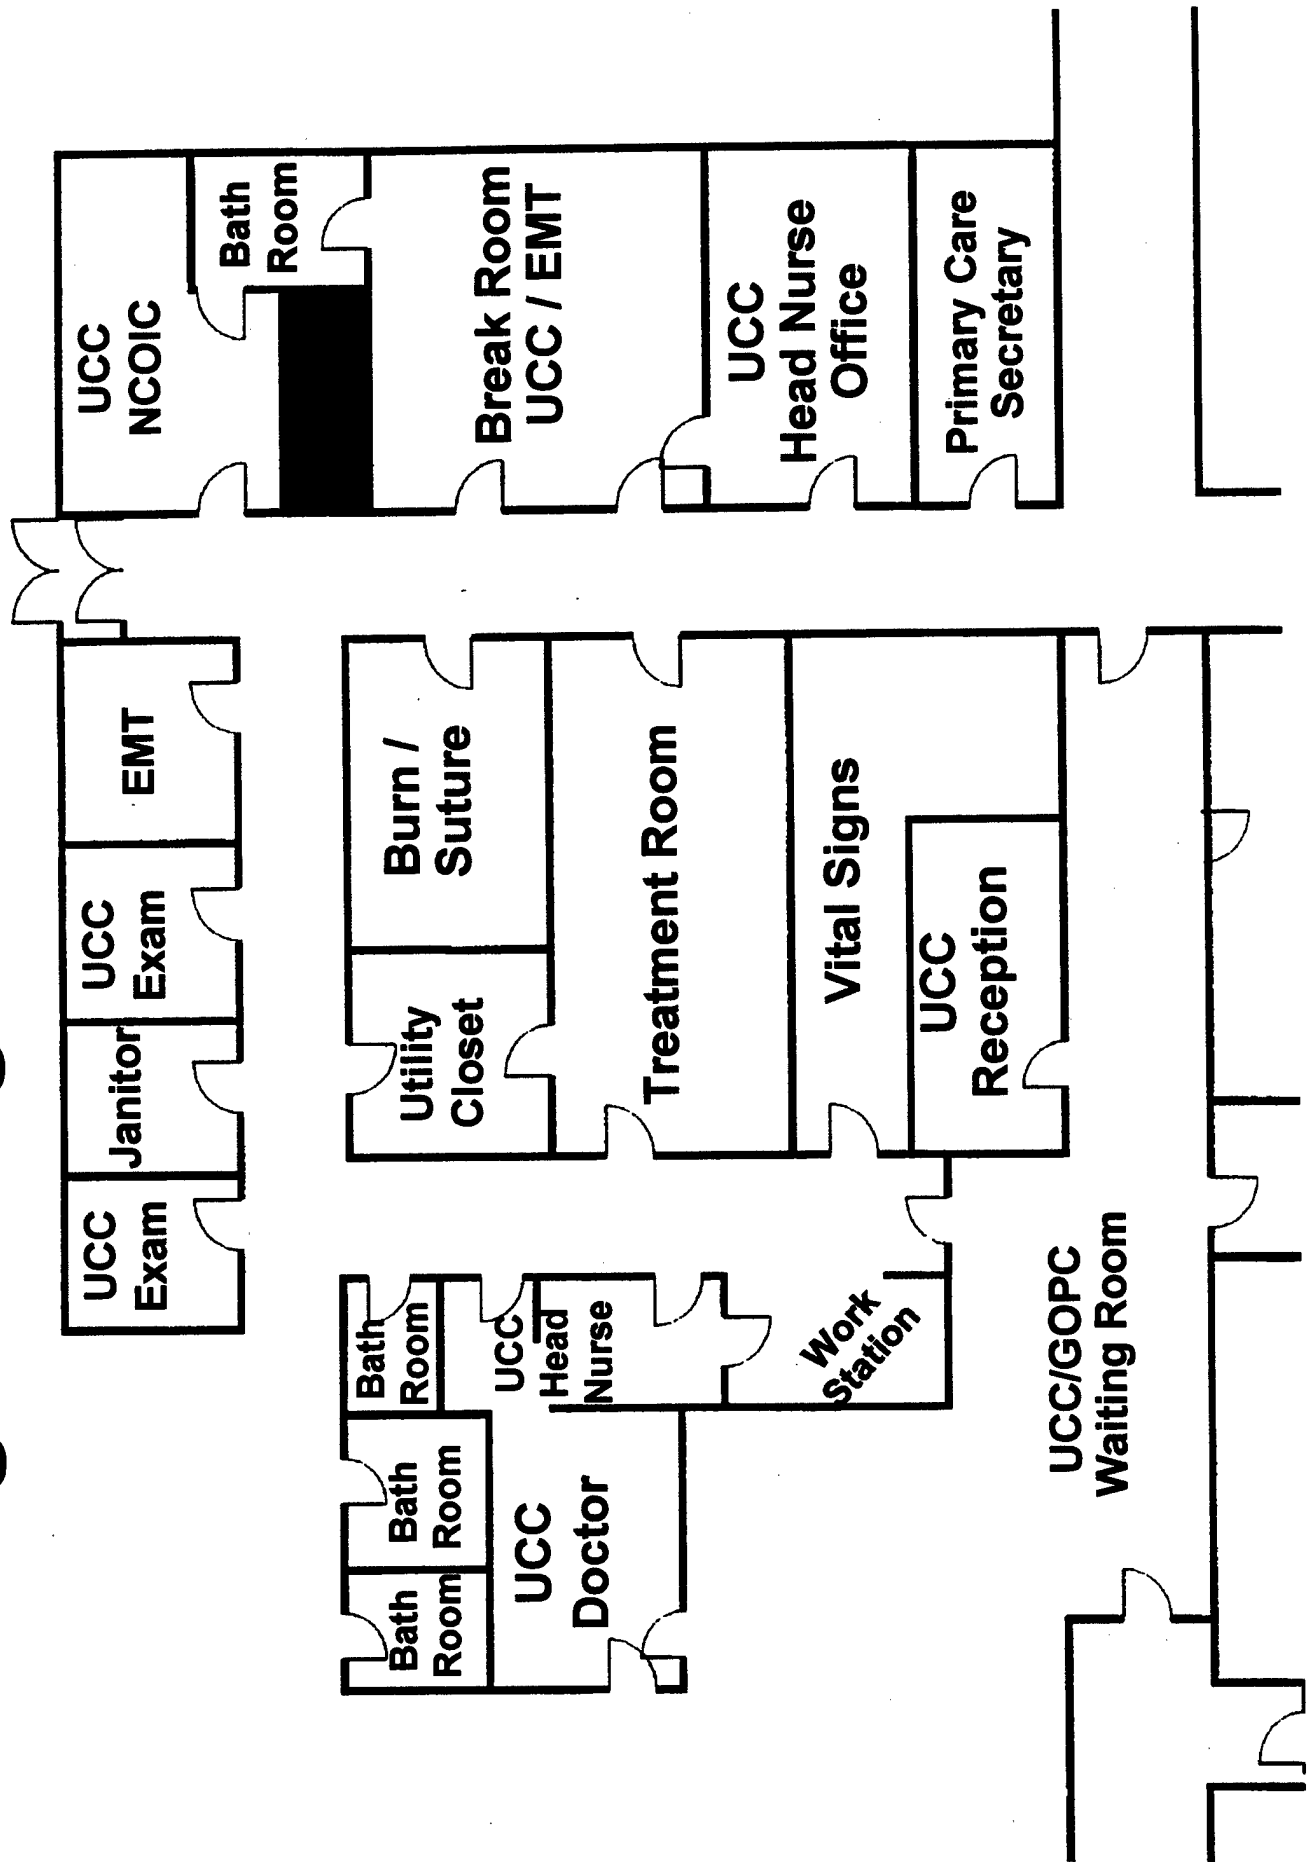 UCC
Exam
Janitor
UCC
Exam
EMT
UCC
NCOIC
Bath
Room
Bath
Room
Bath
Room
Bath
Room
Utility
Closet
Burn /
Suture
Break Room
UCC / EMT
UCC
Head
Nurse
UCC
Doctor
Treatment Room
UCC
Head Nurse
Office
Work
Station
Vital Signs
UCC
Reception
Primary Care
Secretary
UCC/GOPC
Waiting Room